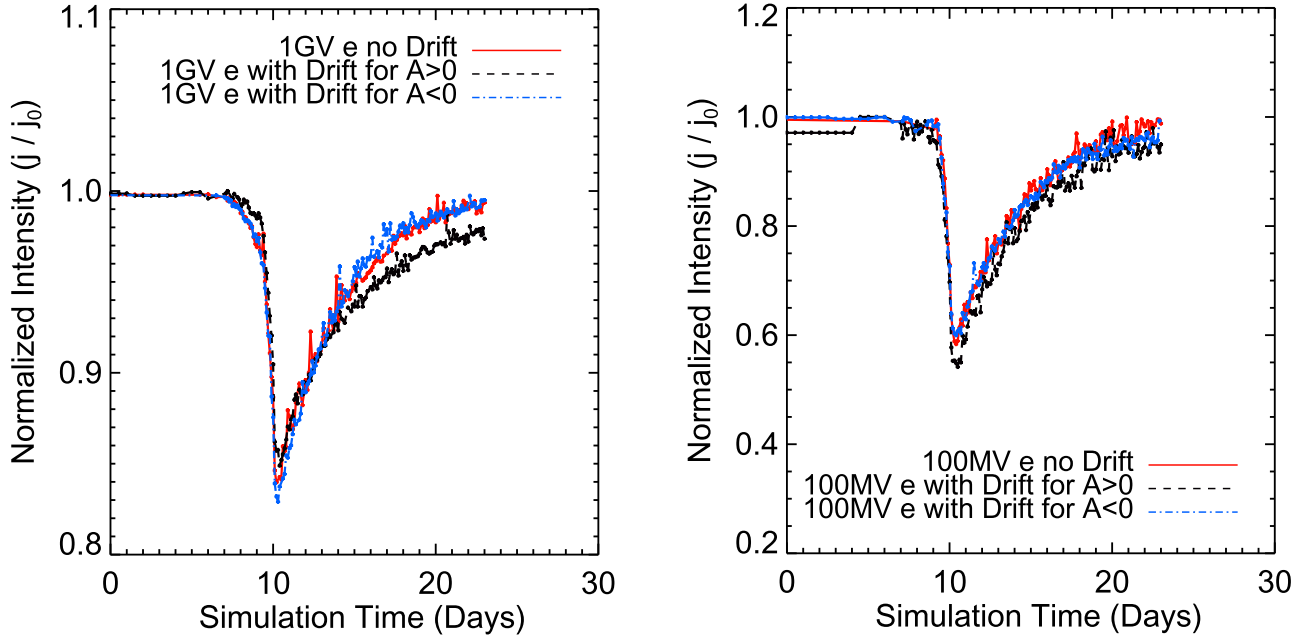 1.1
1.0
0.9
0.8
Normalized Intensity (j / j0)
1GV e no Drift
1GV e with Drift for A>0
1GV e with Drift for A<0
0 10 20 30
Simulation Time (Days)
1.2
1.0
0.8
0.6
0.4
0.2
Normalized Intensity (j / j0)
100MV e no Drift
100MV e with Drift for A>0
100MV e with Drift for A<0
0 10 20 30
Simulation Time (Days)